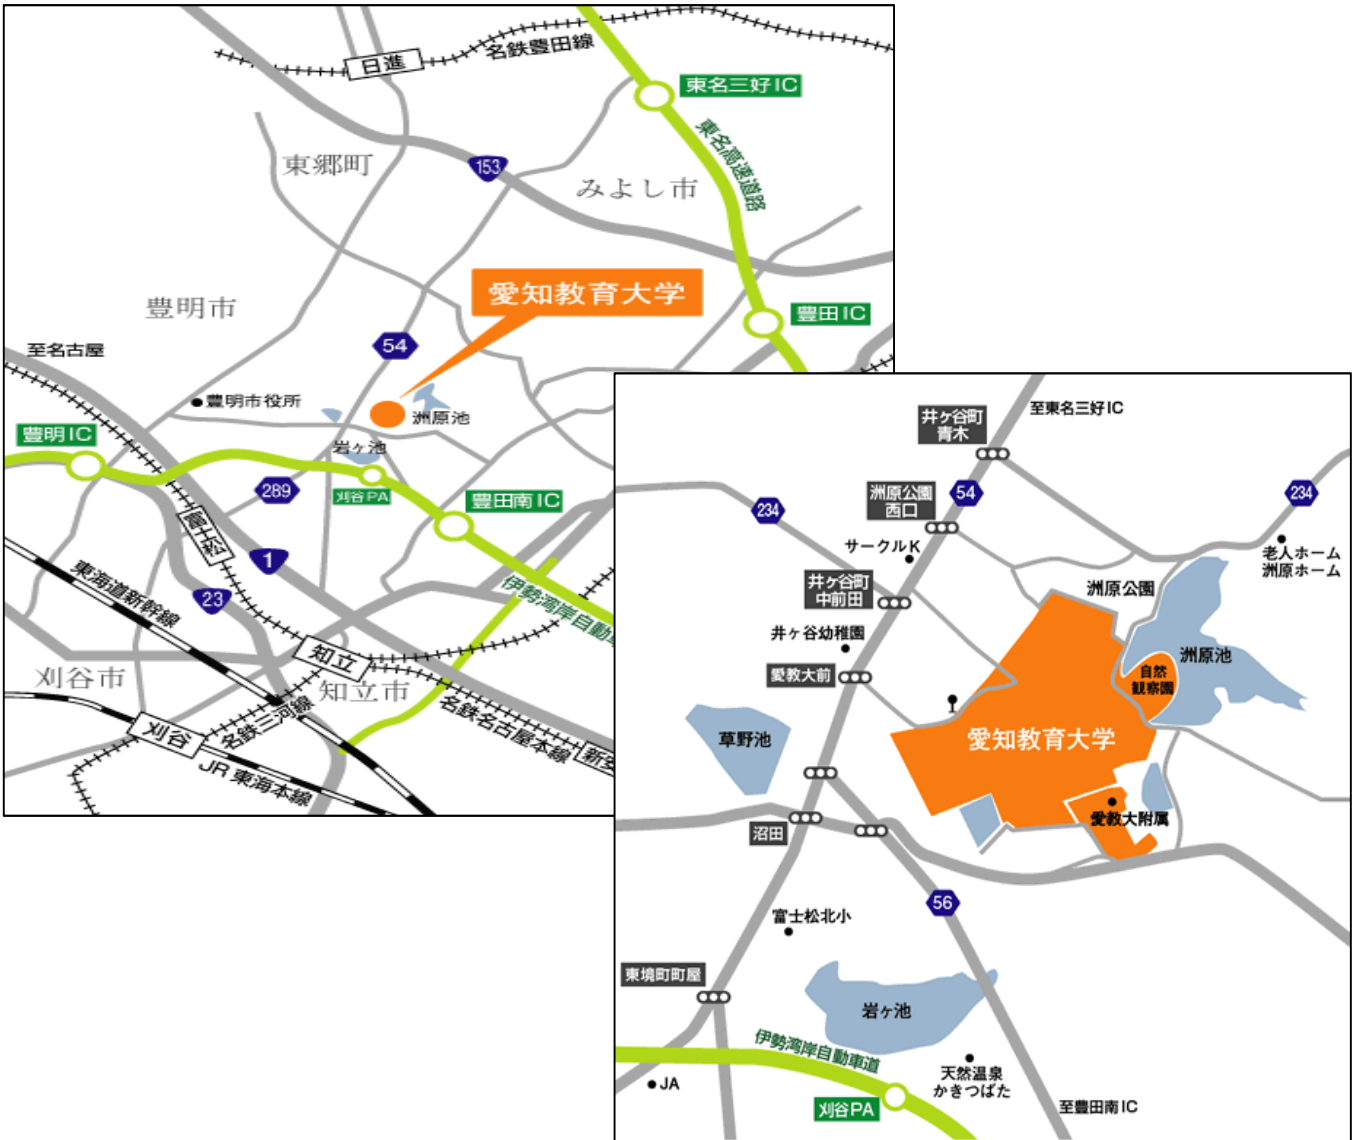 日進
名鉄豊田線
東名三好IC
東名高速道路
東郷町
153
みよし市
愛知教育大学
豊明市
豊田IC
至名古屋
54
豊明市役所
洲原池
豊明IC
岩ヶ池
289
刈谷PA
豊田南IC
富士松
1
東海道新幹線
23
伊勢湾岸自動車
知立
刈谷市
知立市
名鉄三河線
名鉄名古屋本線
刈谷
JR東海本線
新安
至東名三好IC
井ヶ谷町
青木
234
洲原公園
西口
54
234
サークルK
老人ホーム
洲原ホーム
井ヶ谷町
中前田
洲原公園
井ヶ谷幼稚園
洲原池
愛教大前
自然
観察園
草野池
愛知教育大学
沼田
愛教大附属
56
富士松北小
東境町町屋
岩ヶ池
伊勢湾岸自動車道
天然温泉
かきつばた
JA
刈谷PA
至豊田南IC